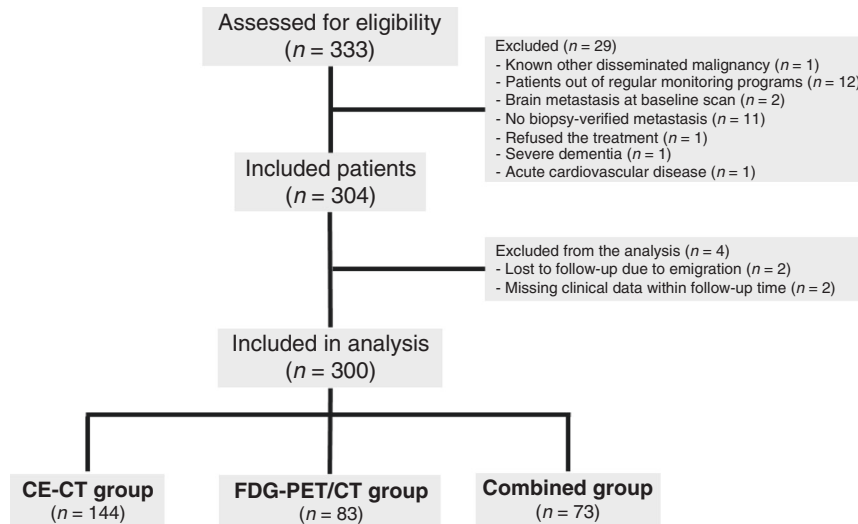 Assessed for eligibility
(n = 333)
Excluded (n = 29)
- Known other disseminated malignancy (n = 1)
- Patients out of regular monitoring programs (n = 12)
- Brain metastasis at baseline scan (n = 2)
- No biopsy-verified metastasis (n = 11)
- Refused the treatment (n = 1)
- Severe dementia (n = 1)
- Acute cardiovascular disease (n = 1)
Included patients
(n = 304)
Excluded from the analysis (n = 4)
- Lost to follow-up due to emigration (n = 2)
- Missing clinical data within follow-up time (n = 2)
Included in analysis
(n = 300)
CE-CT group
(n = 144)
FDG-PET/CT group
(n = 83)
Combined group
(n = 73)